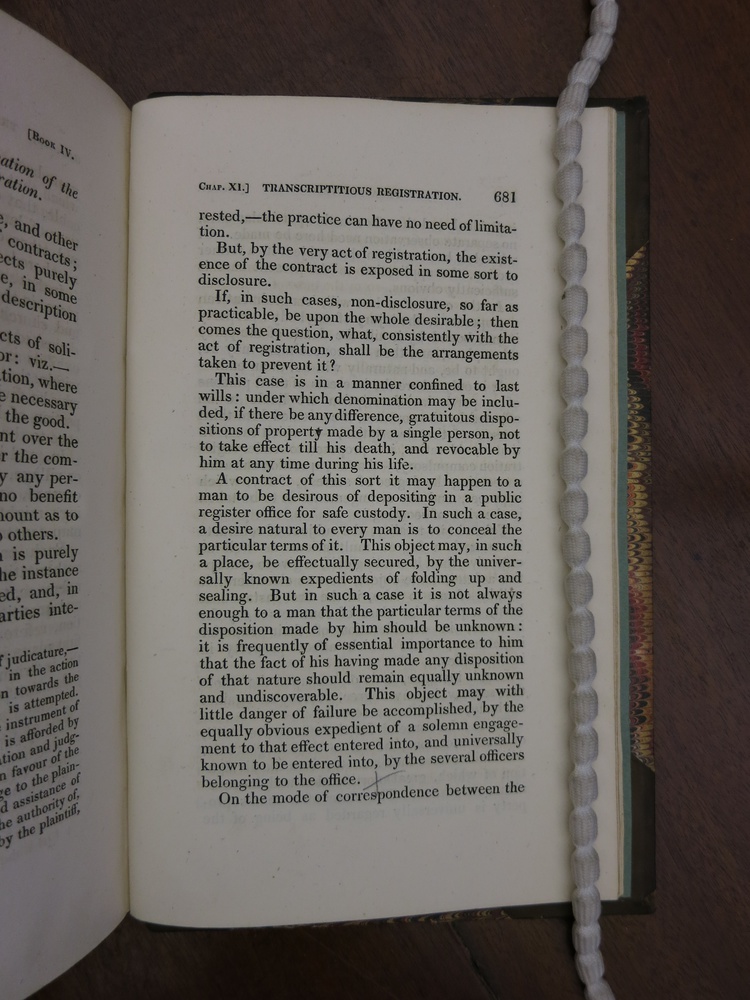 [Book IV.
ation of the
ration.
e, and other
contracts;
ects purely
e, in some
description
cts of soli-
or: viz.—
tion, where
e necessary
the good.
nt over the
r the com-
y any per-
no benefit
nount as to
o others.
n is purely
he instance
ed, and, in
arties inte-
f judicature,—
in the action
n towards the
is attempted.
instrument of
is afforded by
tion and judg-
n favour of the
ge to the plain-
d assistance of
he authority of,
by the plaintiff,
Chap. XI.] TRANSCRIPTITIOUS REGISTRATION. 681
rested,—the practice can have no need of limita-
tion.
But, by the very act of registration, the exist-
ence of the contract is exposed in some sort to
disclosure.
If, in such cases, non-disclosure, so far as
practicable, be upon the whole desirable; then
comes the question, what, consistently with the
act of registration, shall be the arrangements
taken to prevent it?
This case is in a manner confined to last
wills: under which denomination may be inclu-
ded, if there be any difference, gratuitous dispo-
sitions of property made by a single person, not
to take effect till his death, and revocable by
him at any time during his life.
A contract of this sort it may happen to a
man to be desirous of depositing in a public
register office for safe custody. In such a case,
a desire natural to every man is to conceal the
particular terms of it. This object may, in such
a place, be effectually secured, by the univer-
sally known expedients of folding up and
sealing. But in such a case it is not always
enough to a man that the particular terms of the
disposition made by him should be unknown:
it is frequently of essential importance to him
that the fact of his having made any disposition
of that nature should remain equally unknown
and undiscoverable. This object may with
little danger of failure be accomplished, by the
equally obvious expedient of a solemn engage-
ment to that effect entered into, and universally
known to be entered into, by the several officers
belonging to the office.
On the mode of correspondence between the